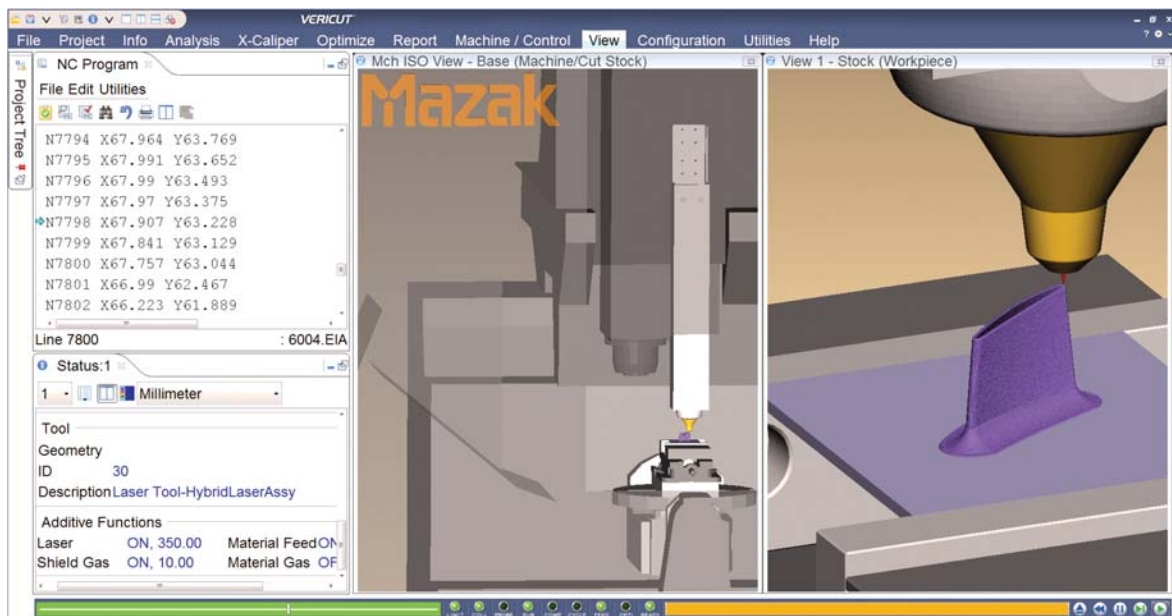 VERICUT
File Project Info Analysis X-Caliper Optimize Report Machine / Control View Configuration Utilities Help
Project Tree
NC Program
File Edit Utilities
N7794 X67.964 Y63.769
N7795 X67.991 Y63.652
N7796 X67.99 Y63.493
N7797 X67.97 Y63.375
N7798 X67.907 Y63.228
N7799 X67.841 Y63.129
N7800 X67.757 Y63.044
N7801 X66.99 Y62.467
N7802 X66.223 Y61.889
Line 7800 : 6004.EIA
Status:1
1 Millimeter
Tool
Geometry
ID 30
Description Laser Tool-HybridLaserAssy
Additive Functions
Laser ON, 350.00 Material Feed ON
Shield Gas ON, 10.00 Material Gas OF
Mch ISO View - Base (Machine/Cut Stock)
Mazak
View 1 - Stock (Workpiece)